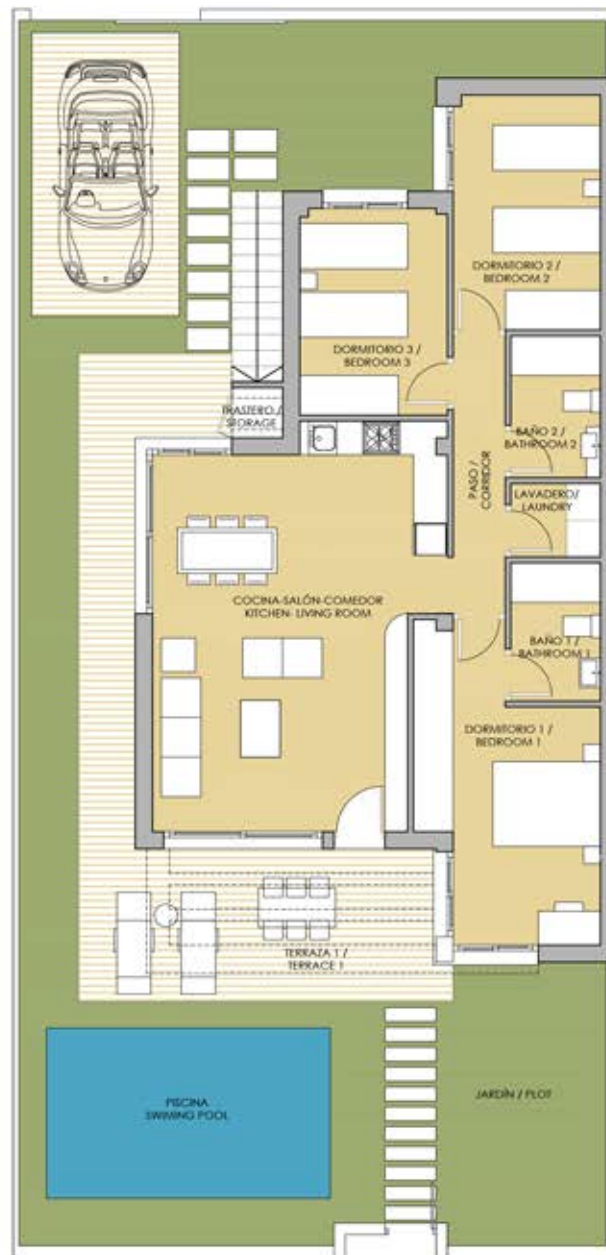 DORMITORIO 2 /
BEDROOM 2
DORMITORIO 3 /
BEDROOM 3
TRASTERO /
STORAGE
BAÑO 2 /
BATHROOM 2
PASO /
CORRIDOR
LAVADERO/
LAUNDRY
COCINA-SALÓN-COMEDOR
KITCHEN- LIVING ROOM
BAÑO 1 /
BATHROOM 1
DORMITORIO 1 /
BEDROOM 1
TERRAZA 1 /
TERRACE 1
PISCINA
SWIMING POOL
JARDÍN / PLOT